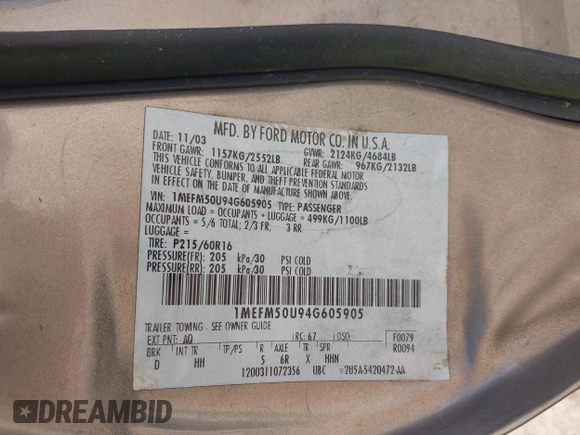 MFD. BY FORD MOTOR CO. IN U.S.A.
DATE: 11/03 GVWR: 2124KG/4684LB
FRONT GAWR: 1157KG/2552LB REAR GAWR: 967KG/2132LB
THIS VEHICLE CONFORMS TO ALL APPLICABLE FEDERAL MOTOR
VEHICLE SAFETY, BUMPER, AND THEFT PREVENTION STANDARDS
IN EFFECT ON THE DATE OF MANUFACTURE SHOWN ABOVE.
VIN: 1MEFM50U94G605905 TYPE: PASSENGER
MAXIMUM LOAD = OCCUPANTS + LUGGAGE = 499KG/1100LB
OCCUPANTS = 5/6 TOTAL; 2/3 FR, 3 RR
LUGGAGE =
TIRE: P215/60R16
PRESSURE(FR): 205 kPa/30 PSI COLD
PRESSURE(RR): 205 kPa/30 PSI COLD
1MEFM50U94G605905
TRAILER TOWING - SEE OWNER GUIDE
EXT PNT: AQ RC: 67 DSO: F0079
BRK INT TR TP/PS R AXLE TR SPR R0094
D HH 5 6R X HHN
1200311072356 UBC 2U5A-5420472-AA
DREAMBID